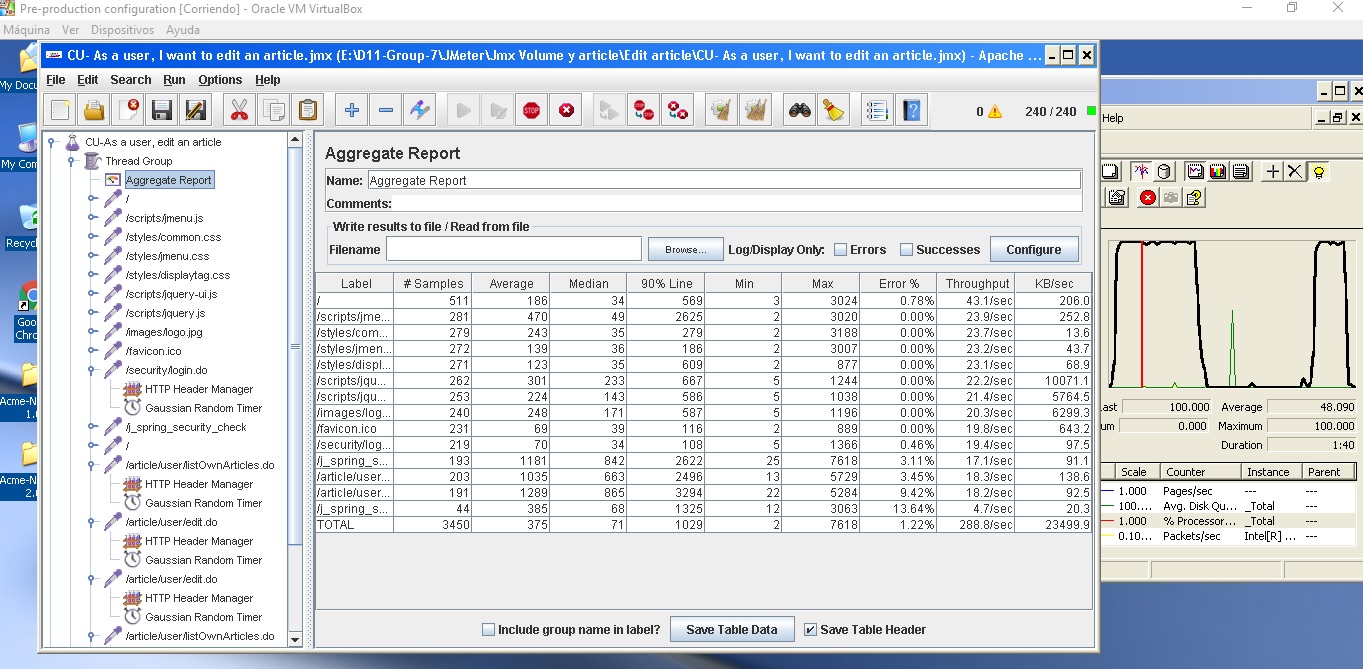 Pre-production configuration [Corriendo] - Oracle VM VirtualBox
Máquina Ver Dispositivos Ayuda
CU- As a user, I want to edit an article.jmx (E:\D11-Group-7\JMeter\Jmx Volume y article\Edit article\CU- As a user, I want to edit an article.jmx) - Apache ...
File Edit Search Run Options Help
0 240 / 240
My Docu
My Com
Recyc
Goo
Chro
Acme-N
1.
Acme-N
2.
CU-As a user, edit an article
Thread Group
Aggregate Report
/
/scripts/jmenu.js
/styles/common.css
/styles/jmenu.css
/styles/displaytag.css
/scripts/jquery-ui.js
/scripts/jquery.js
/images/logo.jpg
/favicon.ico
/security/login.do
HTTP Header Manager
Gaussian Random Timer
/j_spring_security_check
/
/article/user/listOwnArticles.do
HTTP Header Manager
Gaussian Random Timer
/article/user/edit.do
HTTP Header Manager
Gaussian Random Timer
/article/user/edit.do
HTTP Header Manager
Gaussian Random Timer
/article/user/listOwnArticles.do
Aggregate Report
Name: Aggregate Report
Comments:
Write results to file / Read from file
Filename Browse... Log/Display Only: Errors Successes Configure
Label # Samples Average Median 90% Line Min Max Error % Throughput KB/sec
/ 511 186 34 569 3 3024 0.78% 43.1/sec 206.0
/scripts/jme... 281 470 49 2625 2 3020 0.00% 23.9/sec 252.8
/styles/com... 279 243 35 279 2 3188 0.00% 23.7/sec 13.6
/styles/jmen... 272 139 36 186 2 3007 0.00% 23.2/sec 43.7
/styles/displ... 271 123 35 609 2 877 0.00% 23.1/sec 68.9
/scripts/jqu... 262 301 233 667 5 1244 0.00% 22.2/sec 10071.1
/scripts/jqu... 253 224 143 586 5 1038 0.00% 21.4/sec 5764.5
/images/log... 240 248 171 587 5 1196 0.00% 20.3/sec 6299.3
/favicon.ico 231 69 39 116 2 889 0.00% 19.8/sec 643.2
/security/log... 219 70 34 108 5 1366 0.46% 19.4/sec 97.5
/j_spring_s... 193 1181 842 2622 25 7618 3.11% 17.1/sec 91.1
/article/user... 203 1035 663 2496 13 5729 3.45% 18.3/sec 138.6
/article/user... 191 1289 865 3294 22 5284 9.42% 18.2/sec 92.5
/j_spring_s... 44 385 68 1325 12 3063 13.64% 4.7/sec 20.3
TOTAL 3450 375 71 1029 2 7618 1.22% 288.8/sec 23499.9
Include group name in label? Save Table Data Save Table Header
Help
ast 100.000 Average 48.090
um 0.000 Maximum 100.000
Duration 1:40
Scale Counter Instance Parent
1.000 Pages/sec --- ---
100.... Avg. Disk Qu... _Total ---
1.000 % Processor... _Total ---
0.10... Packets/sec Intel[R] ... ---